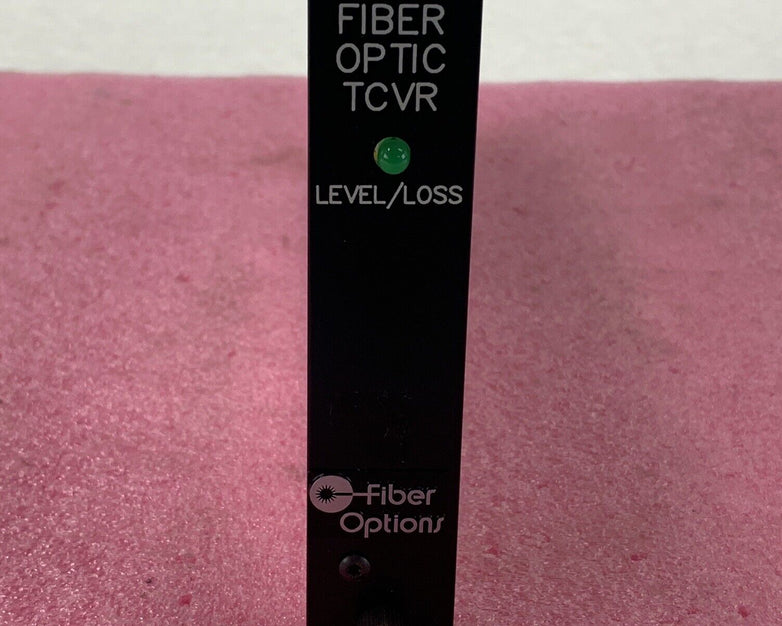 FIBER
OPTIC
TCVR
LEVEL/LOSS
Fiber
Options